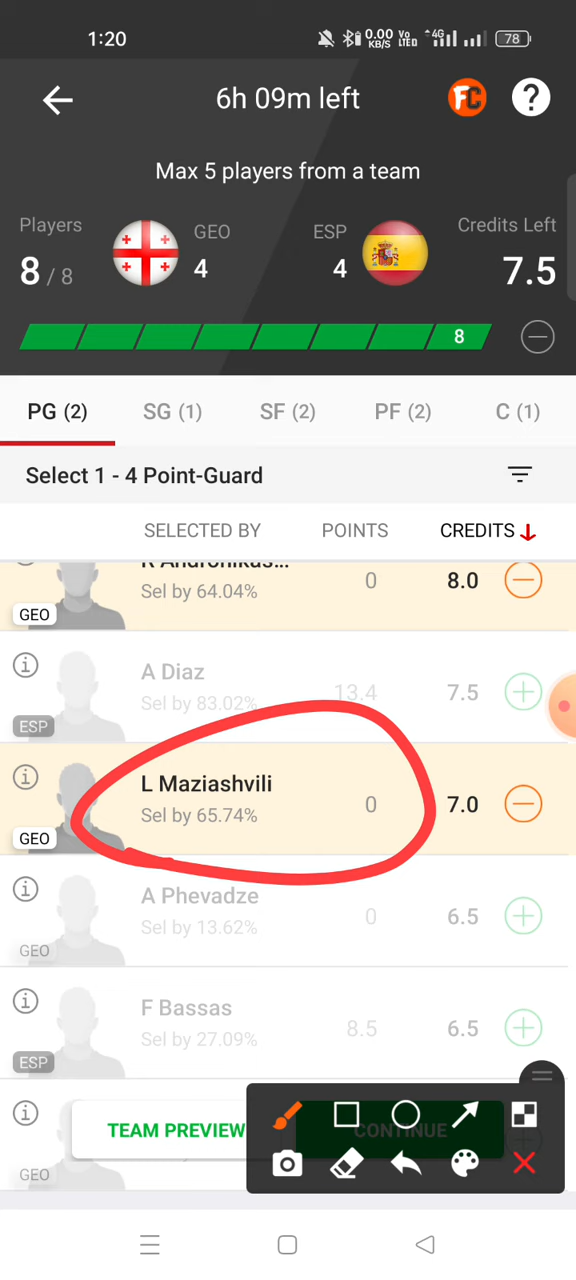 1:20 0.00 KB/S Vo LTED 4G 78
6h 09m left FC ?
Max 5 players from a team
Players GEO ESP Credits Left
8 / 8 4 4 7.5
8
PG (2) SG (1) SF (2) PF (2) C (1)
Select 1 - 4 Point-Guard
SELECTED BY POINTS CREDITS
R Andronikas...
Sel by 64.04% 0 8.0
GEO
A Diaz
Sel by 83.02% 13.4 7.5
ESP
L Maziashvili
Sel by 65.74% 0 7.0
GEO
A Phevadze
Sel by 13.62% 0 6.5
GEO
F Bassas
Sel by 27.09% 8.5 6.5
ESP
TEAM PREVIEW CONTINUE
GEO